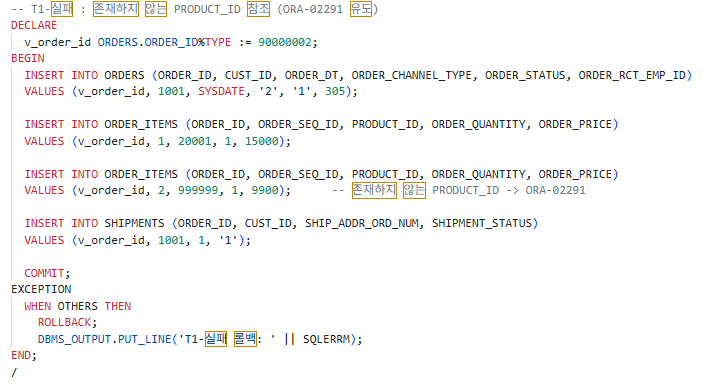 -- T1-실패 : 존재하지 않는 PRODUCT_ID 참조 (ORA-02291 유도)
DECLARE
  v_order_id ORDERS.ORDER_ID%TYPE := 90000002;
BEGIN
  INSERT INTO ORDERS (ORDER_ID, CUST_ID, ORDER_DT, ORDER_CHANNEL_TYPE, ORDER_STATUS, ORDER_RCT_EMP_ID)
  VALUES (v_order_id, 1001, SYSDATE, '2', '1', 305);

  INSERT INTO ORDER_ITEMS (ORDER_ID, ORDER_SEQ_ID, PRODUCT_ID, ORDER_QUANTITY, ORDER_PRICE)
  VALUES (v_order_id, 1, 20001, 1, 15000);

  INSERT INTO ORDER_ITEMS (ORDER_ID, ORDER_SEQ_ID, PRODUCT_ID, ORDER_QUANTITY, ORDER_PRICE)
  VALUES (v_order_id, 2, 999999, 1, 9900);      -- 존재하지 않는 PRODUCT_ID -> ORA-02291

  INSERT INTO SHIPMENTS (ORDER_ID, CUST_ID, SHIP_ADDR_ORD_NUM, SHIPMENT_STATUS)
  VALUES (v_order_id, 1001, 1, '1');

  COMMIT;
EXCEPTION
  WHEN OTHERS THEN
    ROLLBACK;
    DBMS_OUTPUT.PUT_LINE('T1-실패 롤백: ' || SQLERRM);
END;
/